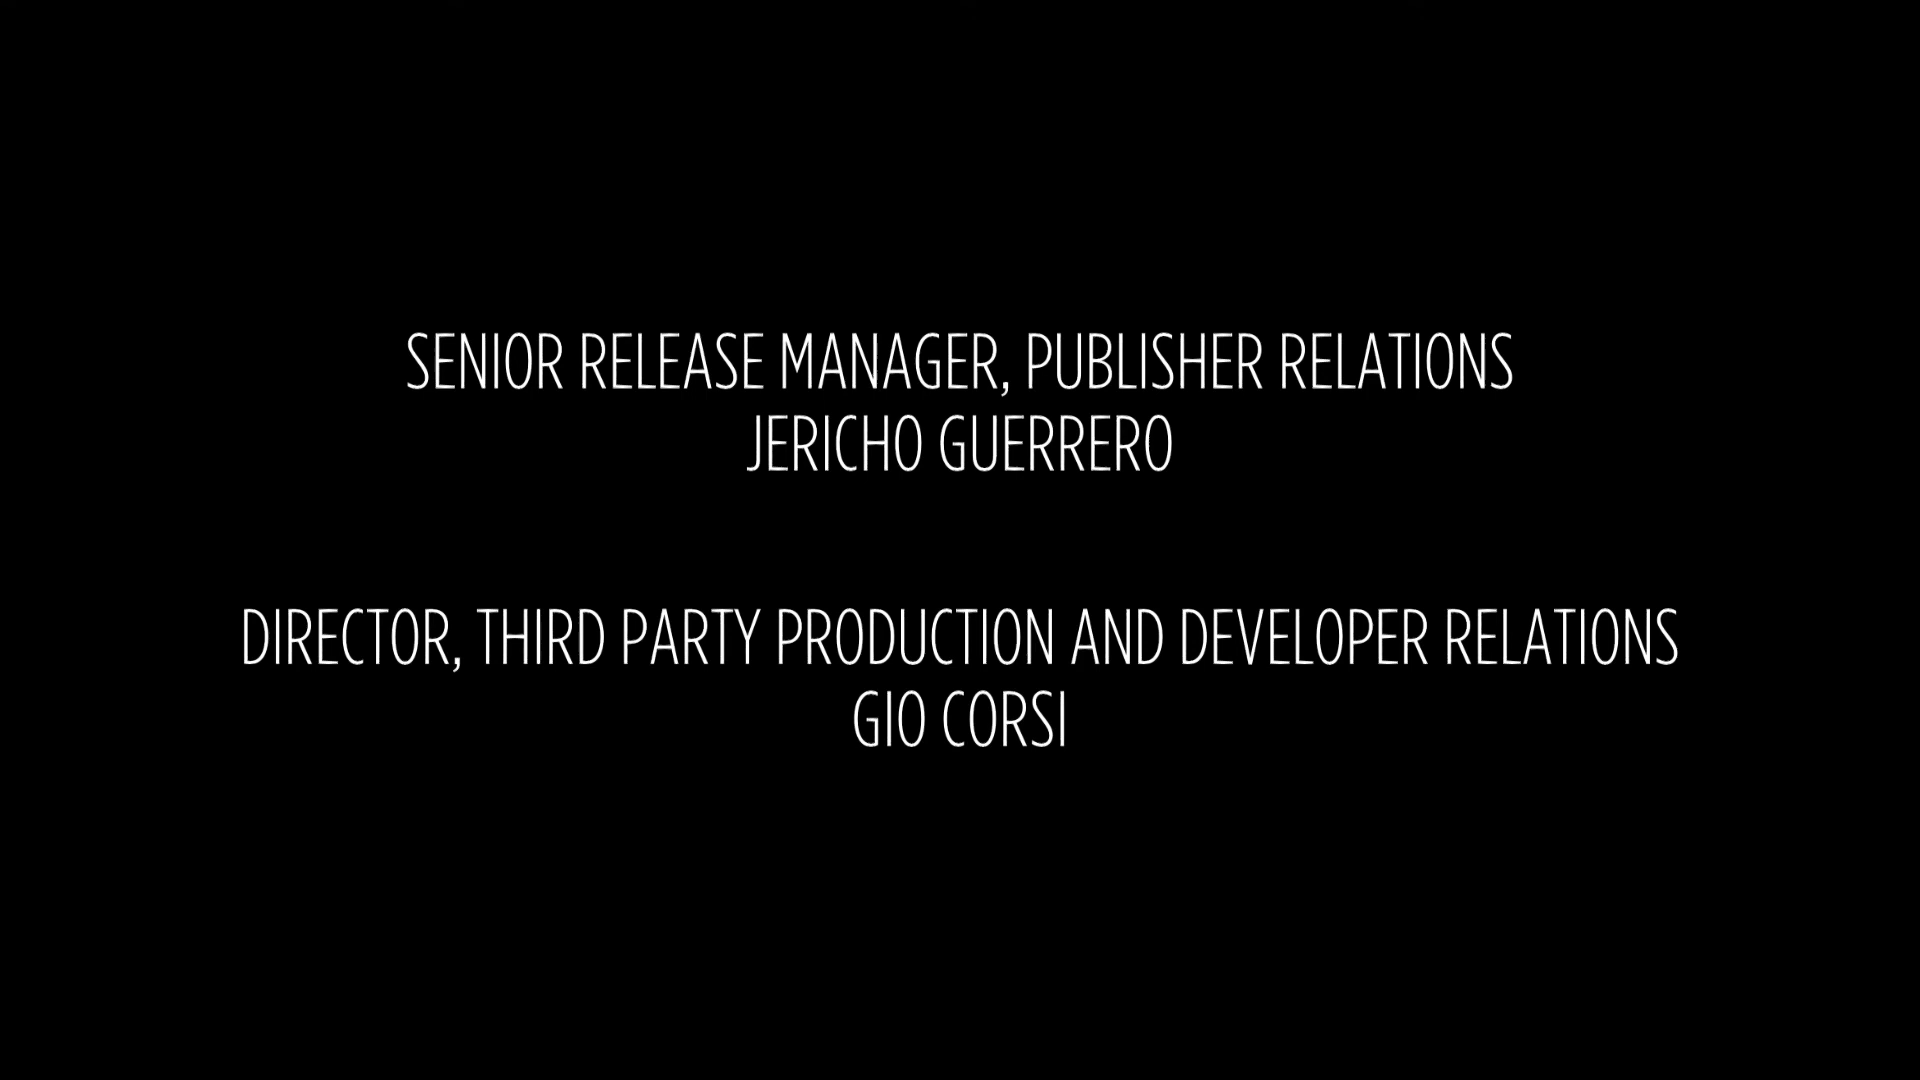 SENIOR RELEASE MANAGER, PUBLISHER RELATIONS
JERICHO GUERRERO
DIRECTOR, THIRD PARTY PRODUCTION AND DEVELOPER RELATIONS
GIO CORSI